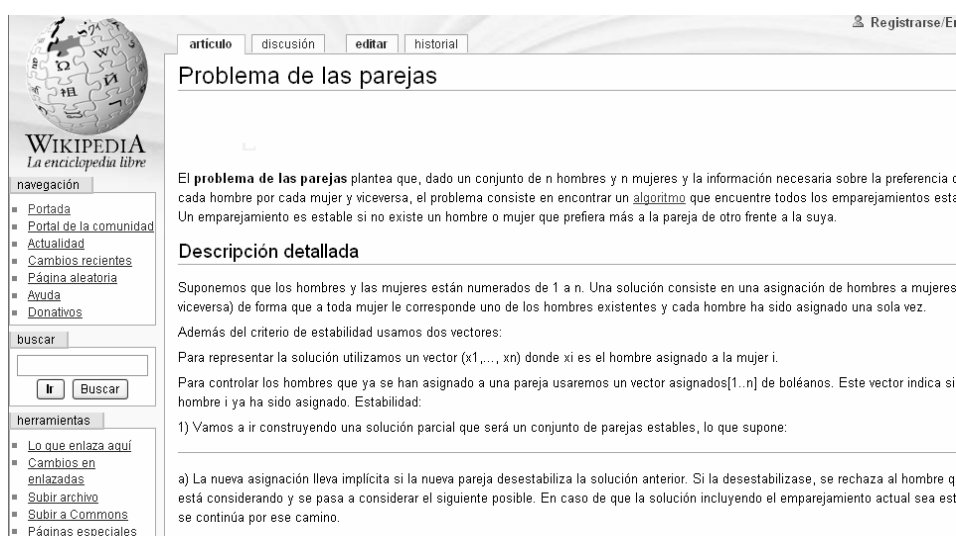 Registrarse/En
artículo discusión editar historial
Problema de las parejas
WIKIPEDIA
La enciclopedia libre
navegación
Portada
Portal de la comunidad
Actualidad
Cambios recientes
Página aleatoria
Ayuda
Donativos
buscar
Ir Buscar
herramientas
Lo que enlaza aquí
Cambios en
enlazadas
Subir archivo
Subir a Commons
Páginas especiales
El problema de las parejas plantea que, dado un conjunto de n hombres y n mujeres y la información necesaria sobre la preferencia
cada hombre por cada mujer y viceversa, el problema consiste en encontrar un algoritmo que encuentre todos los emparejamientos esta
Un emparejamiento es estable si no existe un hombre o mujer que prefiera más a la pareja de otro frente a la suya.
Descripción detallada
Suponemos que los hombres y las mujeres están numerados de 1 a n. Una solución consiste en una asignación de hombres a mujeres
viceversa) de forma que a toda mujer le corresponde uno de los hombres existentes y cada hombre ha sido asignado una sola vez.
Además del criterio de estabilidad usamos dos vectores:
Para representar la solución utilizamos un vector (x1,..., xn) donde xi es el hombre asignado a la mujer i.
Para controlar los hombres que ya se han asignado a una pareja usaremos un vector asignados[1..n] de boléanos. Este vector indica si
hombre i ya ha sido asignado. Estabilidad:
1) Vamos a ir construyendo una solución parcial que será un conjunto de parejas estables, lo que supone:
a) La nueva asignación lleva implícita si la nueva pareja desestabiliza la solución anterior. Si la desestabilizase, se rechaza al hombre q
está considerando y se pasa a considerar el siguiente posible. En caso de que la solución incluyendo el emparejamiento actual sea est
se continúa por ese camino.